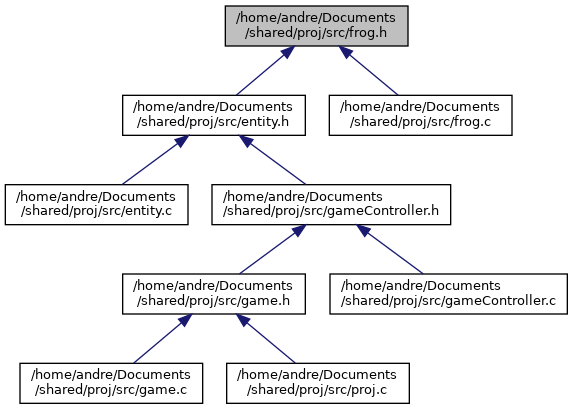 /home/andre/Documents
/shared/proj/src/frog.h
/home/andre/Documents
/shared/proj/src/entity.h
/home/andre/Documents
/shared/proj/src/frog.c
/home/andre/Documents
/shared/proj/src/entity.c
/home/andre/Documents
/shared/proj/src/gameController.h
/home/andre/Documents
/shared/proj/src/game.h
/home/andre/Documents
/shared/proj/src/gameController.c
/home/andre/Documents
/shared/proj/src/game.c
/home/andre/Documents
/shared/proj/src/proj.c